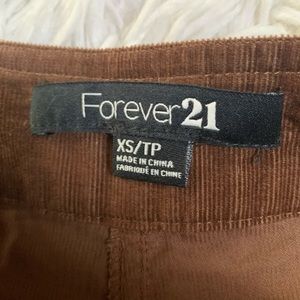 Forever21
XS/TP
MADE IN CHINA
FABRIQUÉ EN CHINE